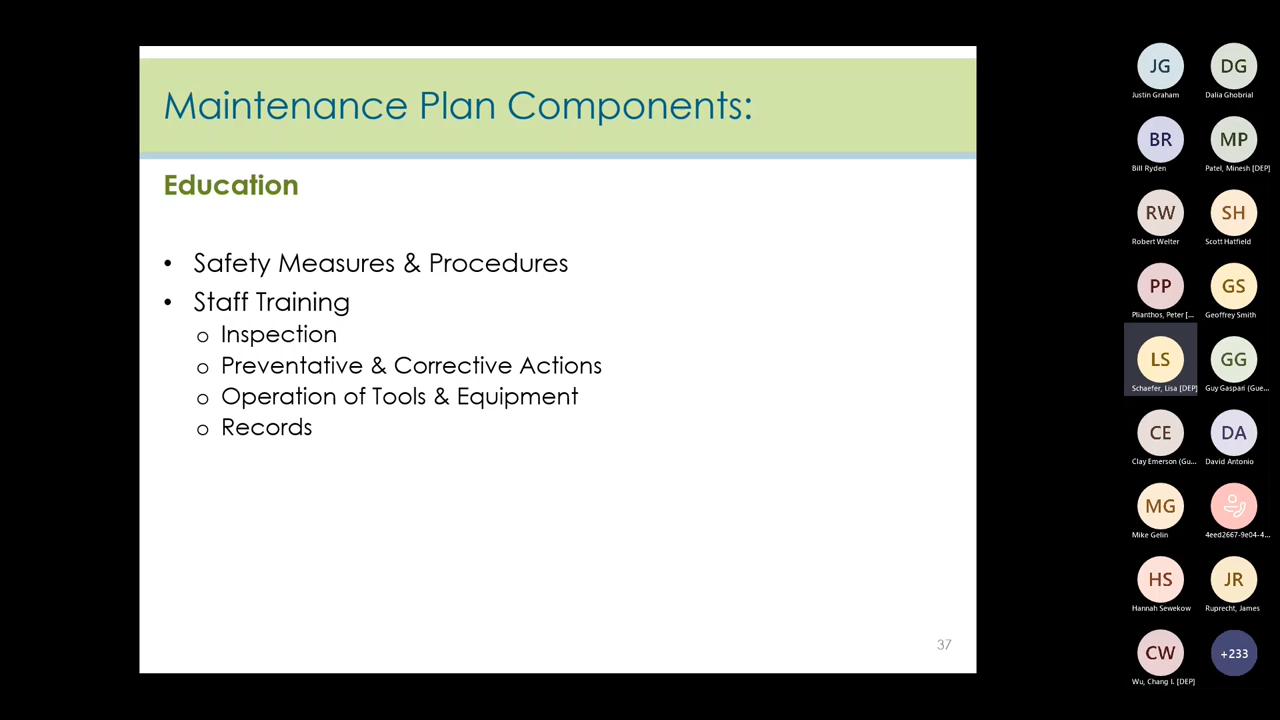 Maintenance Plan Components:
Education
• Safety Measures & Procedures
• Staff Training
o Inspection
o Preventative & Corrective Actions
o Operation of Tools & Equipment
o Records
37
JG
DG
Justin Graham
Dalia Ghobrial
BR
MP
Bill Ryden
Patel, Minesh [DEP]
RW
SH
Robert Welter
Scott Hatfield
PP
GS
Plianthos, Peter [...
Geoffrey Smith
LS
GG
Schaefer, Lisa [DEP]
Guy Gaspari (Gue...
CE
DA
Clay Emerson (Gu...
David Antonio
MG
Mike Gelin
4eed2667-9e04-4...
HS
JR
Hannah Sewekow
Ruprecht, James
CW
+233
Wu, Chang I. [DEP]